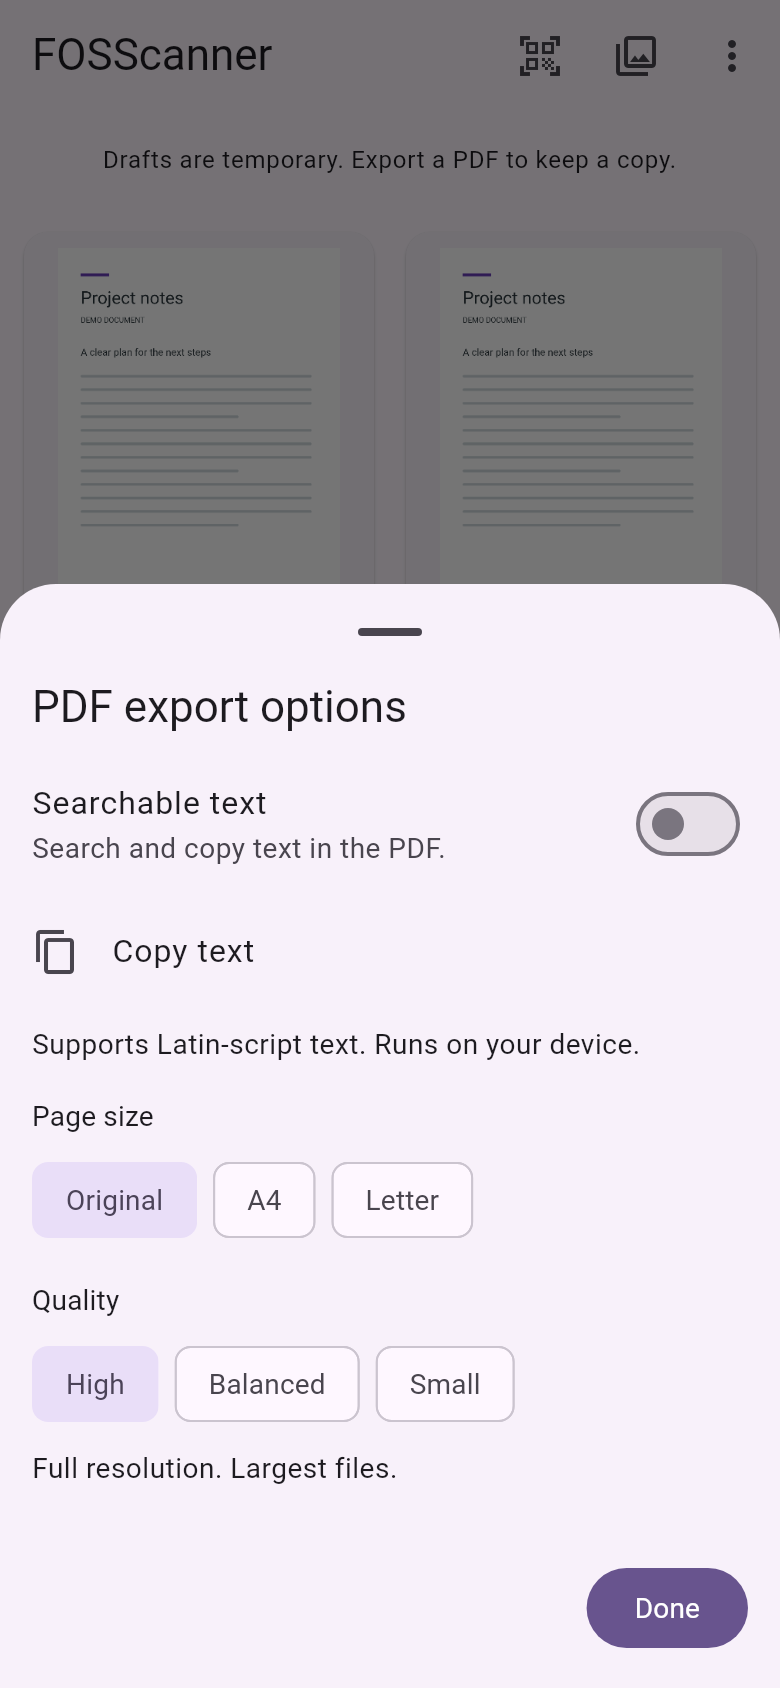 FOSScanner
Drafts are temporary. Export a PDF to keep a copy.
Project notes
DEMO DOCUMENT
A clear plan for the next steps
Project notes
DEMO DOCUMENT
A clear plan for the next steps
PDF export options
Searchable text
Search and copy text in the PDF.
Copy text
Supports Latin-script text. Runs on your device.
Page size
Original A4 Letter
Quality
High Balanced Small
Full resolution. Largest files.
Done